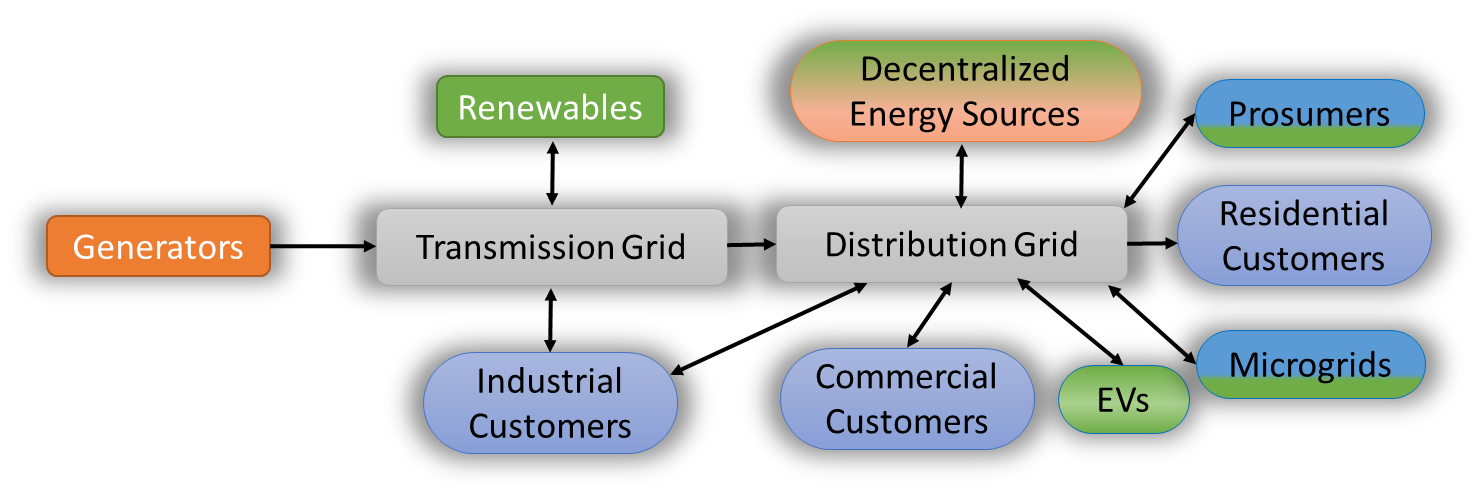 Decentralized
Energy Sources
Renewables
Prosumers
Generators
Transmission Grid
Distribution Grid
Residential
Customers
Industrial
Customers
Commercial
Customers
EVs
Microgrids